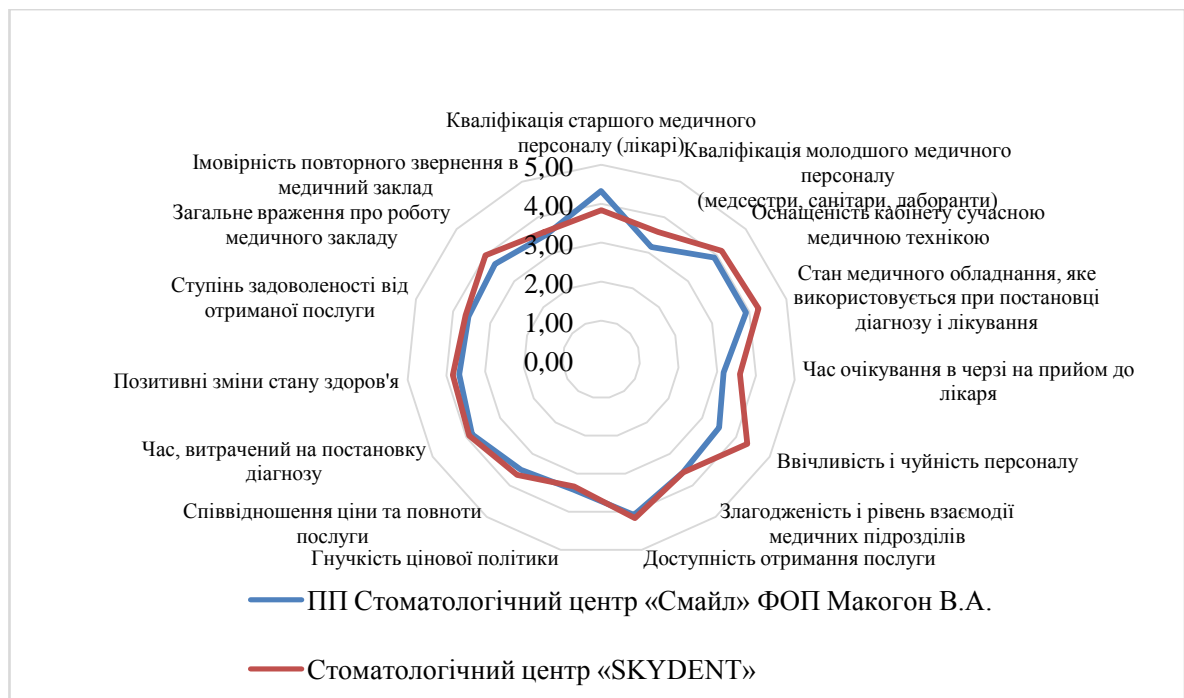 Кваліфікація старшого медичного
персоналу (лікарі)
Кваліфікація молодшого медичного
персоналу
(медсестри, санітари, лаборанти)
Оснащеність кабінету сучасною
медичною технікою
Стан медичного обладнання, яке
використовується при постановці
діагнозу і лікування
Час очікування в черзі на прийом до
лікаря
Ввічливість і чуйність персоналу
Злагодженість і рівень взаємодії
медичних підрозділів
Доступність отримання послуги
Гнучкість цінової політики
Співвідношення ціни та повноти
послуги
Час, витрачений на постановку
діагнозу
Позитивні зміни стану здоров'я
Ступінь задоволеності від
отриманої послуги
Загальне враження про роботу
медичного закладу
Імовірність повторного звернення в
медичний заклад
5,00
4,00
3,00
2,00
1,00
0,00
ПП Стоматологічний центр «Смайл» ФОП Макогон В.А.
Стоматологічний центр «SKYDENT»